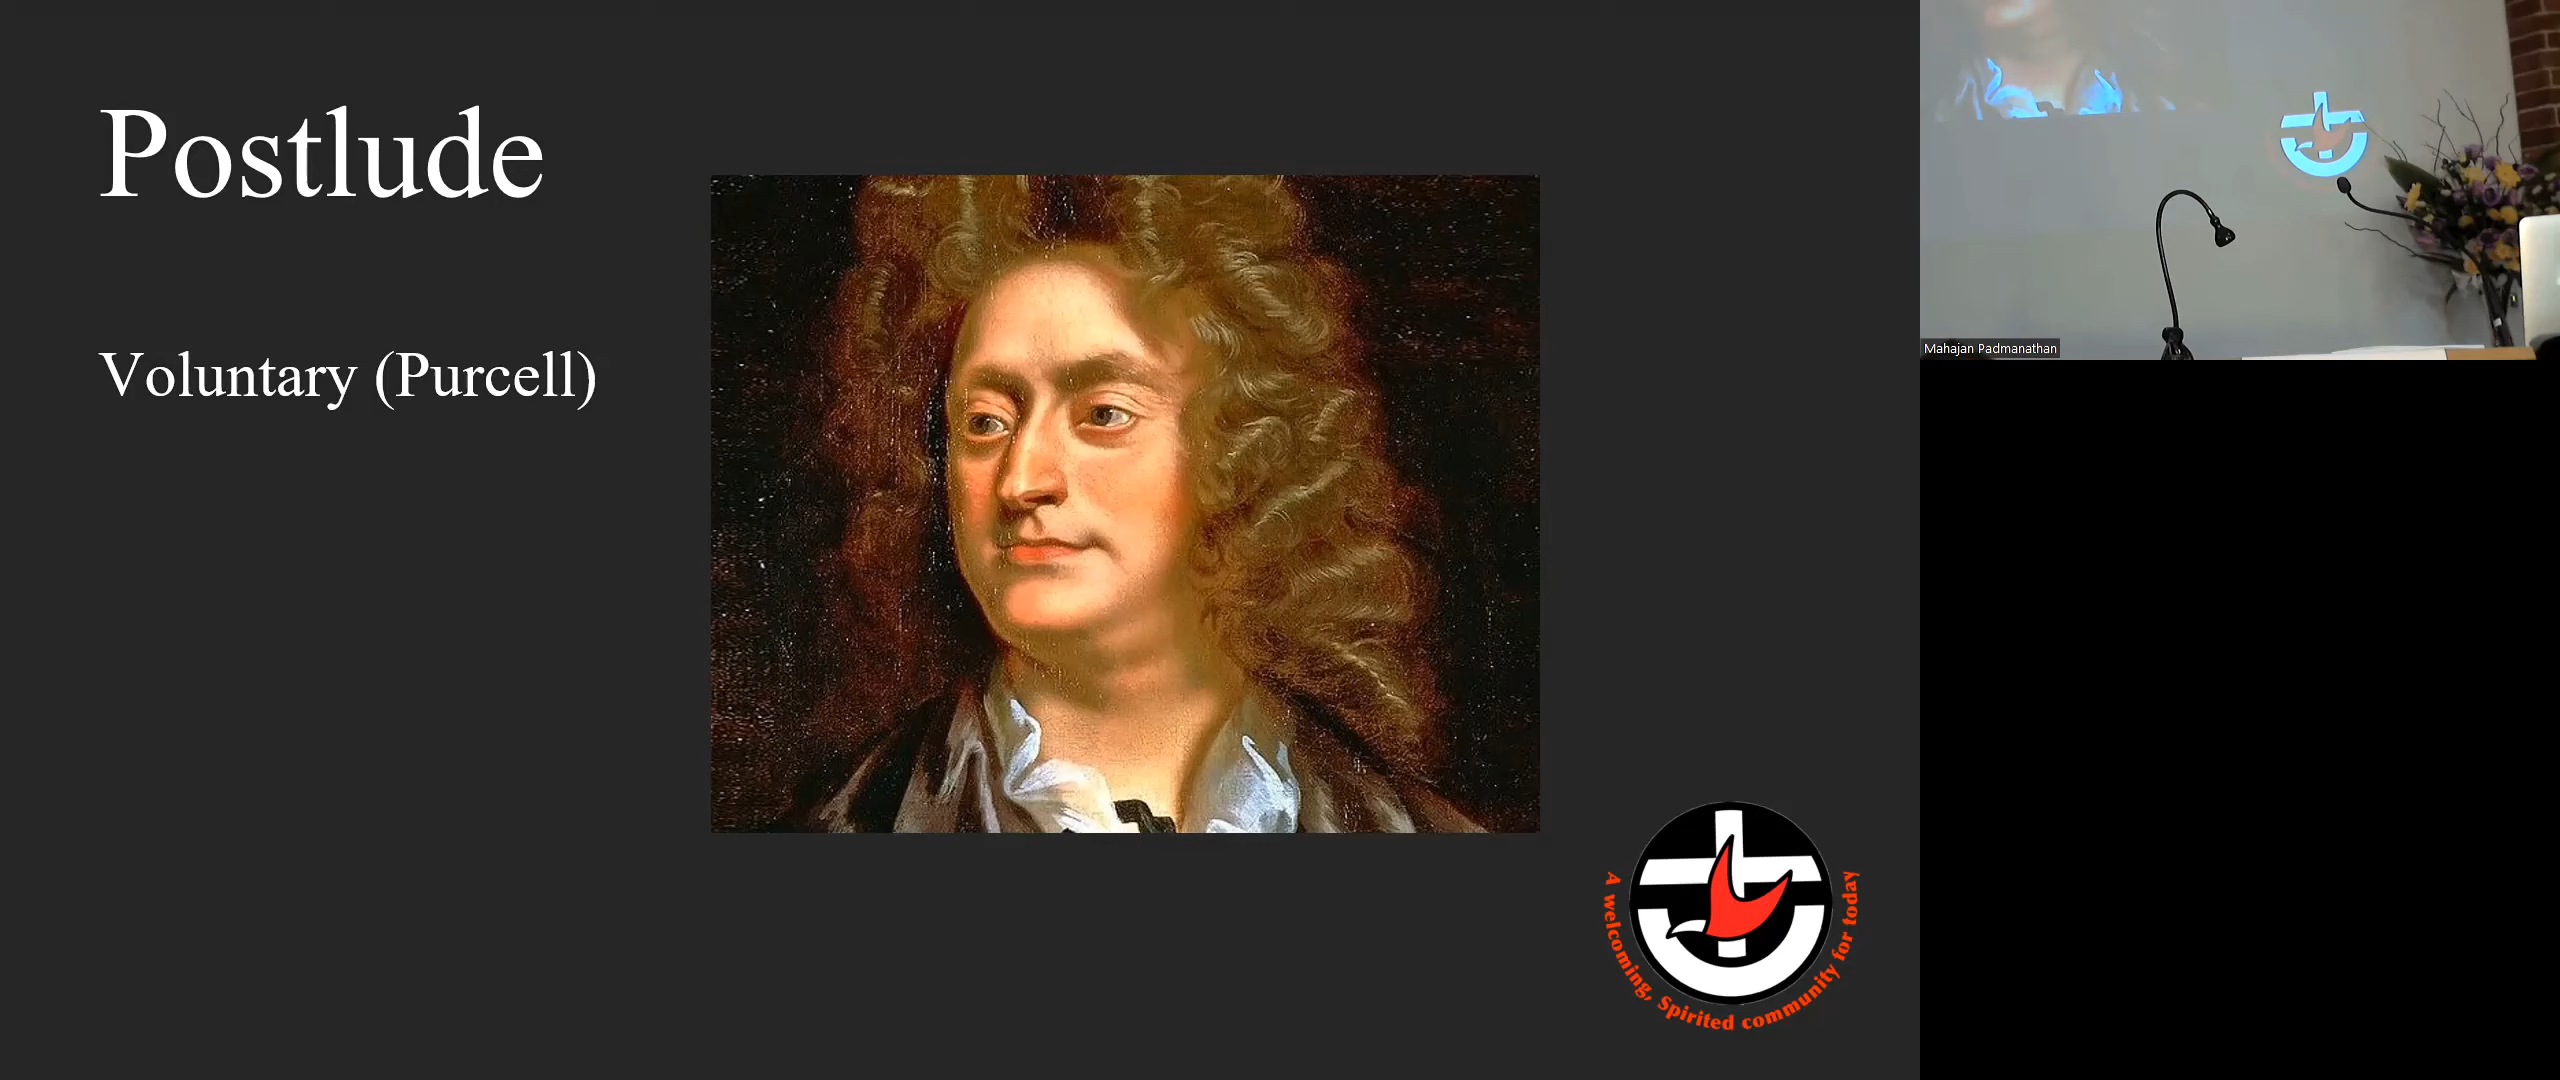 Postlude
Voluntary (Purcell)
A welcoming, Spirited community for today
Mahajan Padmanathan